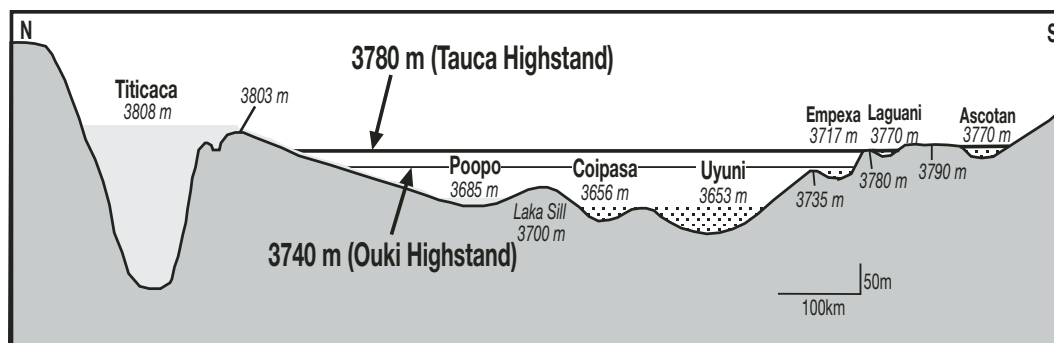 N
S
3780 m (Tauca Highstand)
Titicaca
3808 m
3803 m
Empexa
3717 m
Laguani
3770 m
Ascotan
3770 m
Poopo
3685 m
Coipasa
3656 m
Uyuni
3653 m
3735 m
3780 m
3790 m
Laka Sill
3700 m
3740 m (Ouki Highstand)
50m
100km